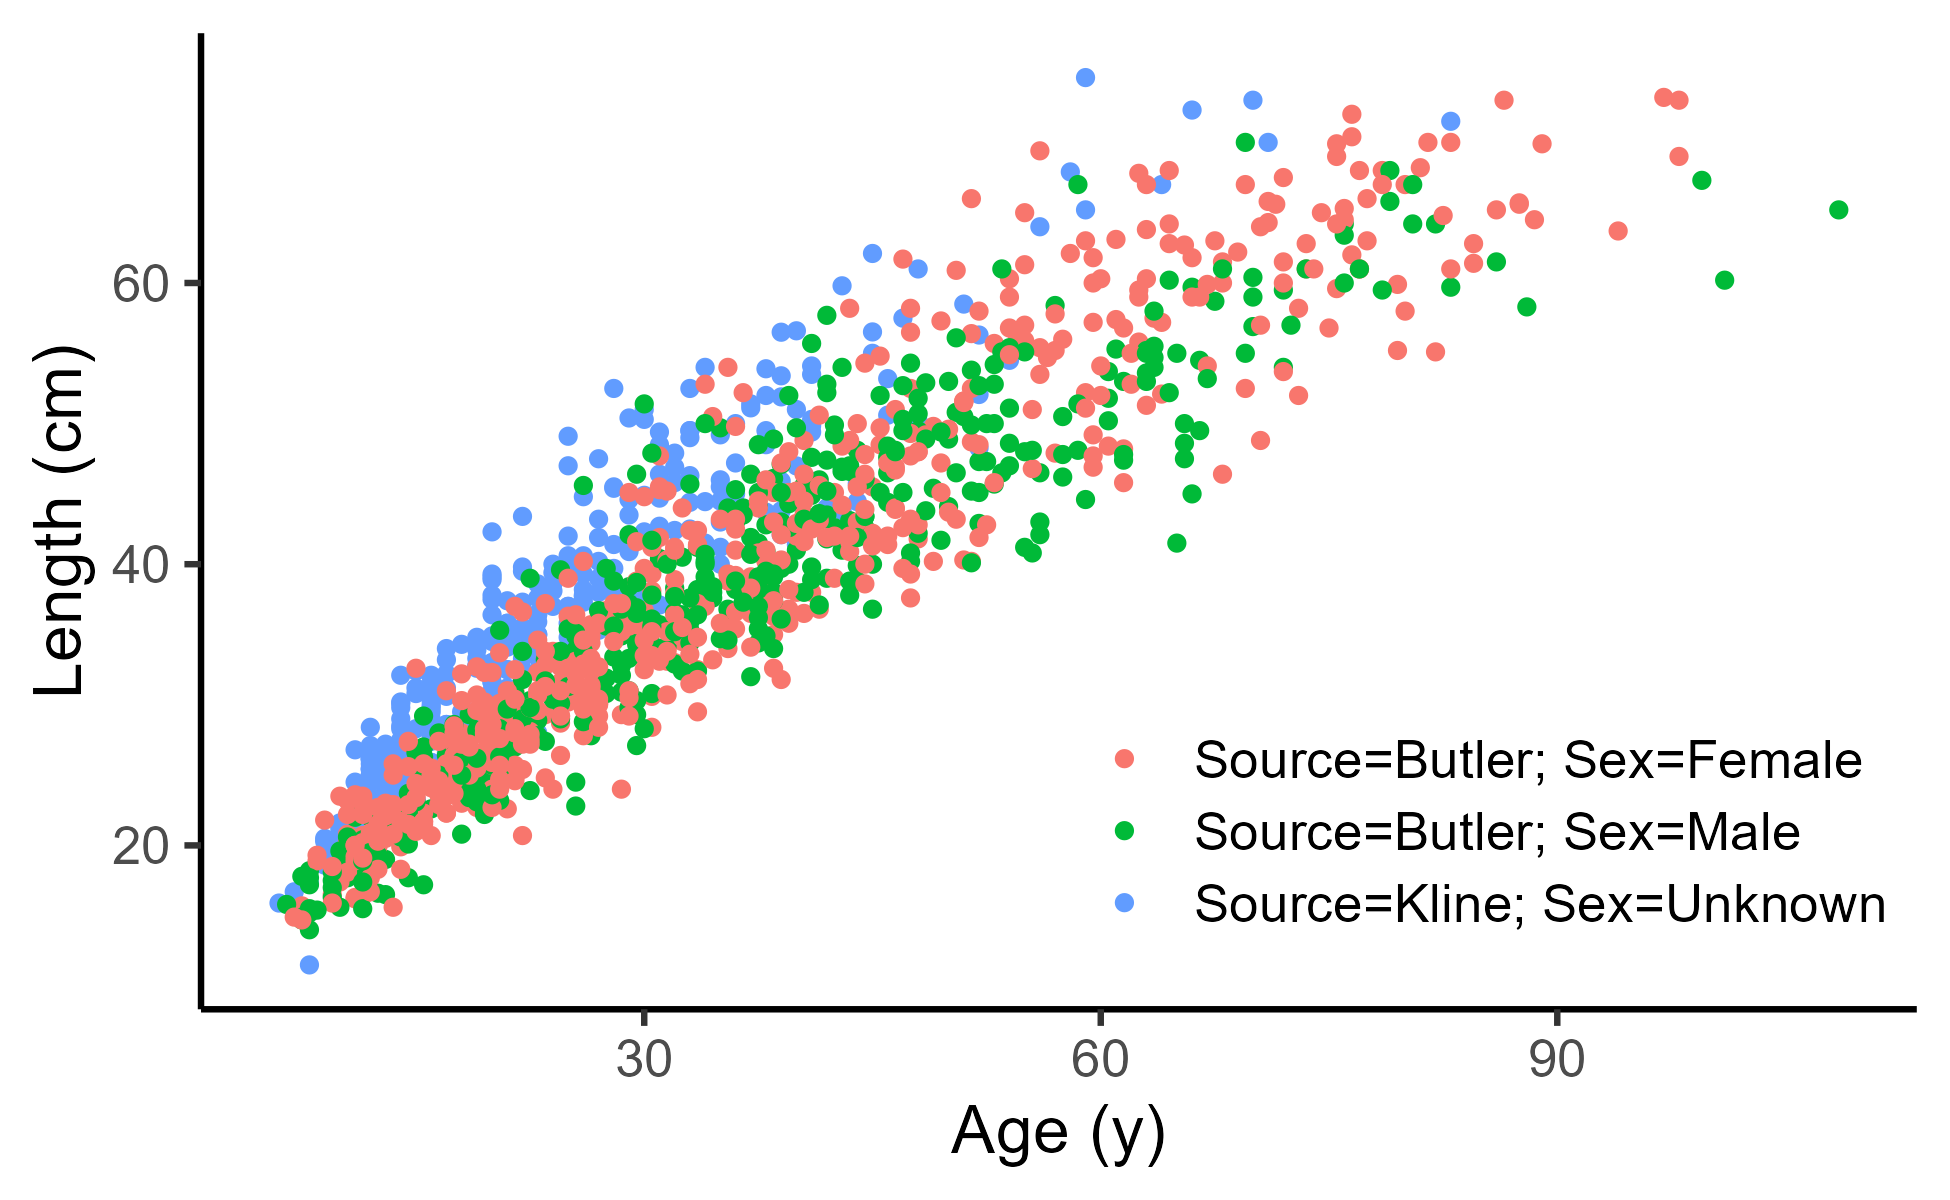 Length (cm)
60
40
20
Source=Butler; Sex=Female
Source=Butler; Sex=Male
Source=Kline; Sex=Unknown
30 60 90
Age (y)